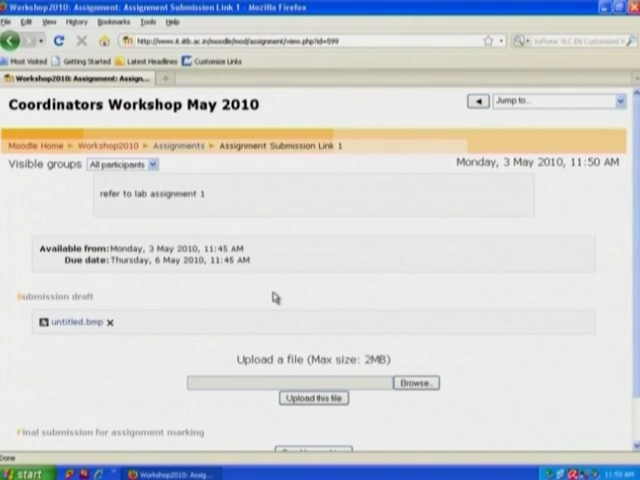 Workshop2010: Assignment: Assignment Submission Link 1 - Mozilla Firefox
File Edit View History Bookmarks Tools Help
Most Visited Getting Started Latest Headlines Customize Links
Workshop2010: Assignment: Assign...
Coordinators Workshop May 2010
Jump to...
Moodle Home ► Workshop2010 ► Assignments ► Assignment Submission Link 1
Visible groups All participants
Monday, 3 May 2010, 11:50 AM
refer to lab assignment 1
Available from: Monday, 3 May 2010, 11:45 AM
Due date: Thursday, 6 May 2010, 11:45 AM
Submission draft
untitled.bmp
Upload a file (Max size: 2MB)
Browse...
Upload this file
Final submission for assignment marking
Done
start
Workshop2010: Assig...
11:50 AM